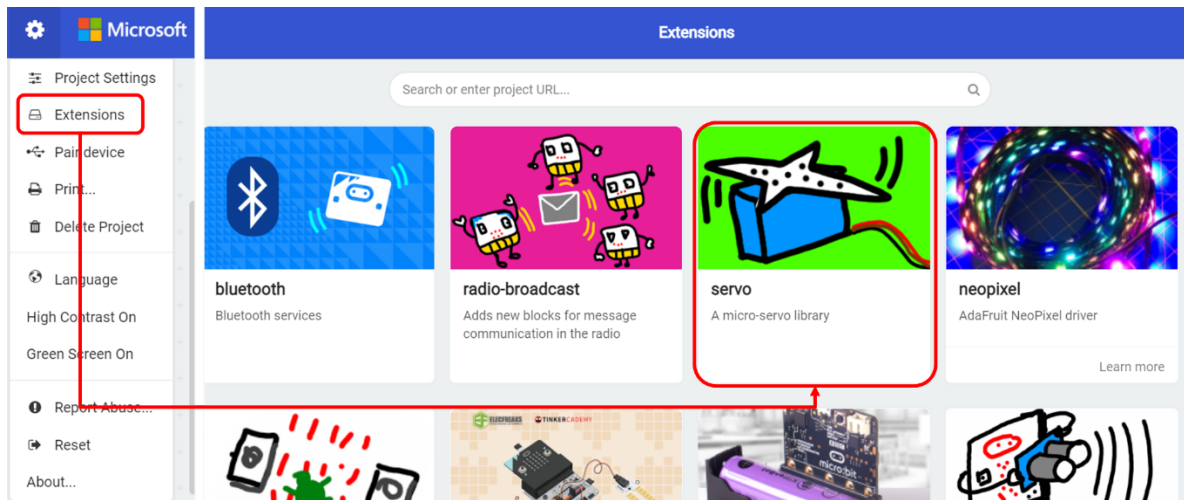 Microsoft
Project Settings
Extensions
Pair device
Print...
Delete Project
Language
High Contrast On
Green Screen On
Report Abuse...
Reset
About...
Extensions
Search or enter project URL...
bluetooth
Bluetooth services
radio-broadcast
Adds new blocks for message
communication in the radio
servo
A micro-servo library
neopixel
AdaFruit NeoPixel driver
Learn more
ELECFREAKS
TINKERCADEMY
micro:bit